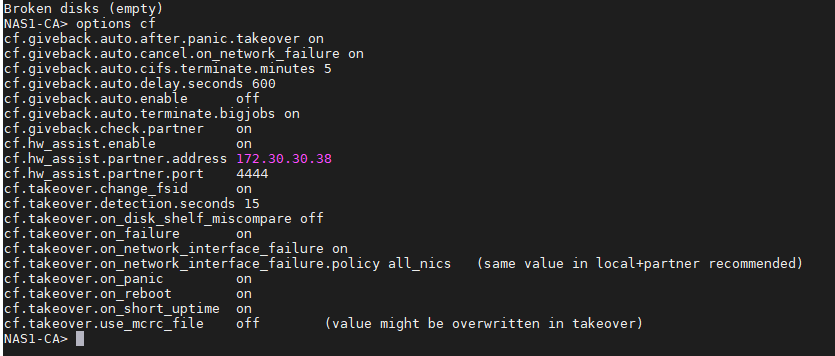 Broken disks (empty)
NAS1-CA> options cf
cf.giveback.auto.after.panic.takeover on
cf.giveback.auto.cancel.on_network_failure on
cf.giveback.auto.cifs.terminate.minutes 5
cf.giveback.auto.delay.seconds 600
cf.giveback.auto.enable      off
cf.giveback.auto.terminate.bigjobs on
cf.giveback.check.partner    on
cf.hw_assist.enable          on
cf.hw_assist.partner.address 172.30.30.38
cf.hw_assist.partner.port    4444
cf.takeover.change_fsid      on
cf.takeover.detection.seconds 15
cf.takeover.on_disk_shelf_miscompare off
cf.takeover.on_failure       on
cf.takeover.on_network_interface_failure on
cf.takeover.on_network_interface_failure.policy all_nics   (same value in local+partner recommended)
cf.takeover.on_panic         on
cf.takeover.on_reboot        on
cf.takeover.on_short_uptime  on
cf.takeover.use_mcrc_file    off        (value might be overwritten in takeover)
NAS1-CA>